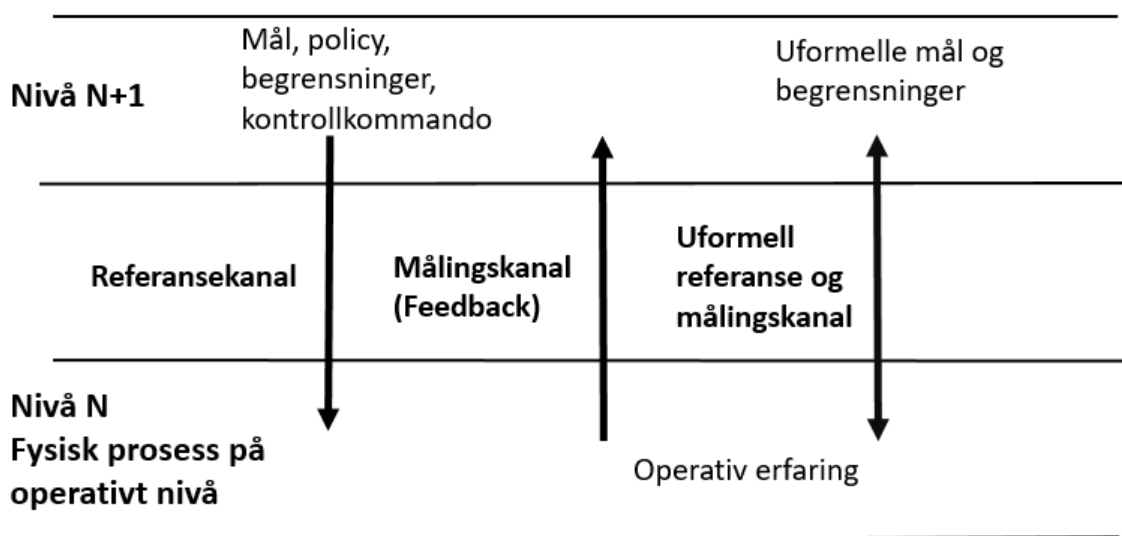 Mål, policy,
begrensninger,
kontrollkommando
Uformelle mål og
begrensninger
Nivå N+1
Referansekanal
Målingskanal
(Feedback)
Uformell
referanse og
målingskanal
Nivå N
Fysisk prosess på
operativt nivå
Operativ erfaring